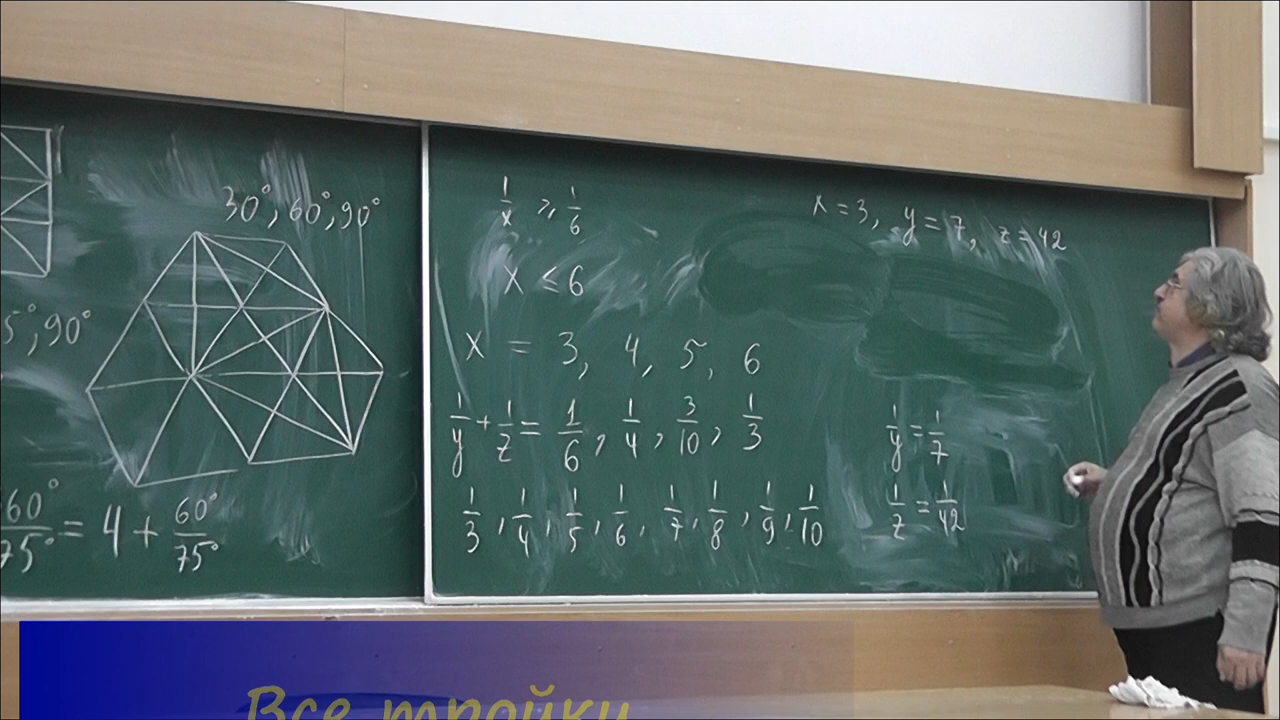 30°; 60°; 90°
5°; 90°
60°/75° = 4 + 60°/75°
1/x ≥ 1/6
x ≤ 6
x = 3, 4, 5, 6
1/y + 1/z = 1/6, 1/4, 3/10, 1/3
1/3, 1/4, 1/5, 1/6, 1/7, 1/8, 1/9, 1/10
x = 3, y = 7, z = 42
1/y = 1/7
1/z = 1/42
Все тройки